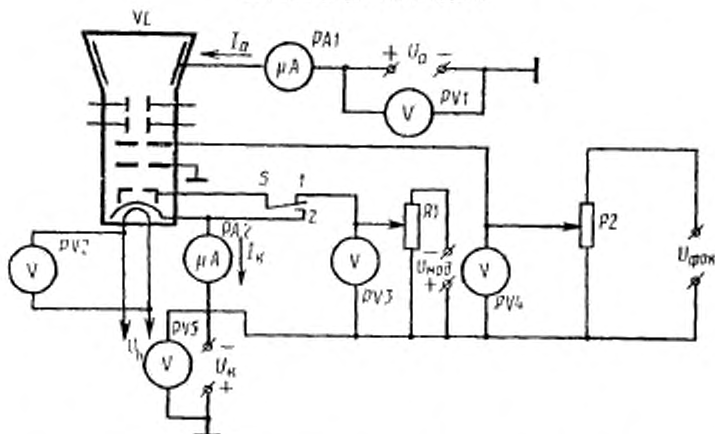 VL
Iа
PA1
μA
+ Uа −
V
PV1
S
1
2
PV2
V
PA2
μA
Iк
V
PV3
R1
−
Uмод
+
V
PV4
R2
Uфок
Uн
PV5
V
−
Uк
+